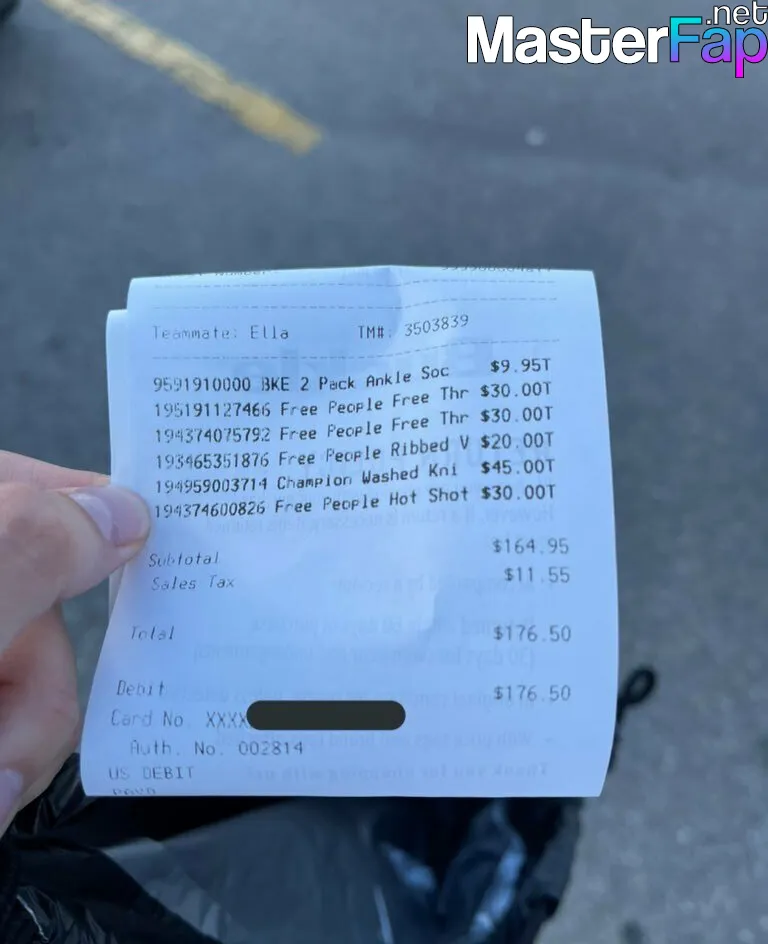 .net
MasterFap
Teammate: Ella TM#: 3503839
9591910000 BKE 2 Pack Ankle Soc $9.95T
195191127466 Free People Free Thr $30.00T
194374075792 Free People Free Thr $30.00T
193465351876 Free People Ribbed V $20.00T
194959003714 Champion Washed Kni $45.00T
194374600826 Free People Hot Shot $30.00T
Subtotal $164.95
Sales Tax $11.55
Total $176.50
Debit $176.50
Card No. XXXX
Auth. No. 002814
US DEBIT